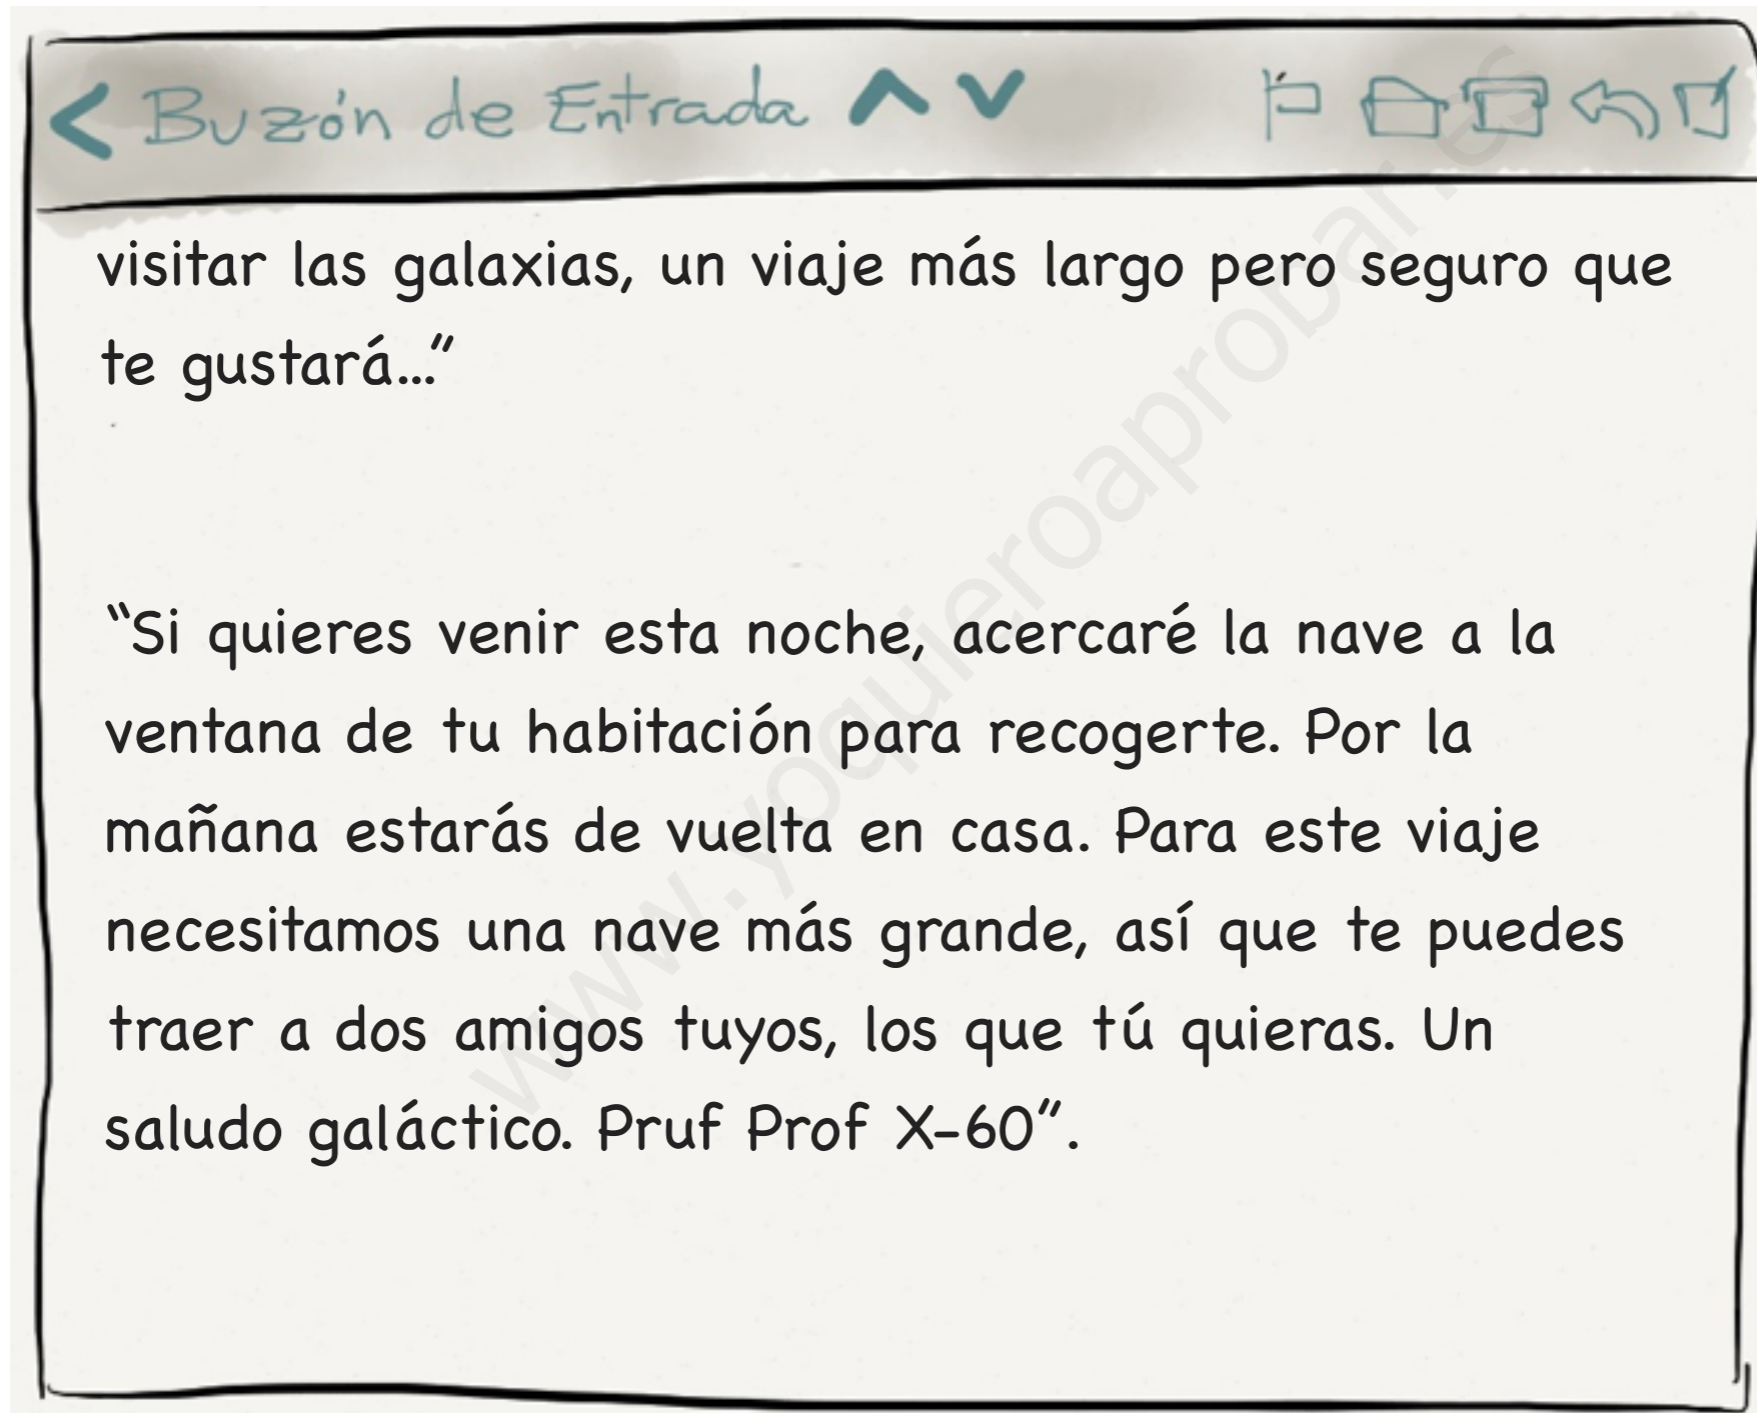 Buzón de Entrada
visitar las galaxias, un viaje más largo pero seguro que
te gustará..."
"Si quieres venir esta noche, acercaré la nave a la
ventana de tu habitación para recogerte. Por la
mañana estarás de vuelta en casa. Para este viaje
necesitamos una nave más grande, así que te puedes
traer a dos amigos tuyos, los que tú quieras. Un
saludo galáctico. Pruf Prof X-60".
www.yoquieroaprobar.es